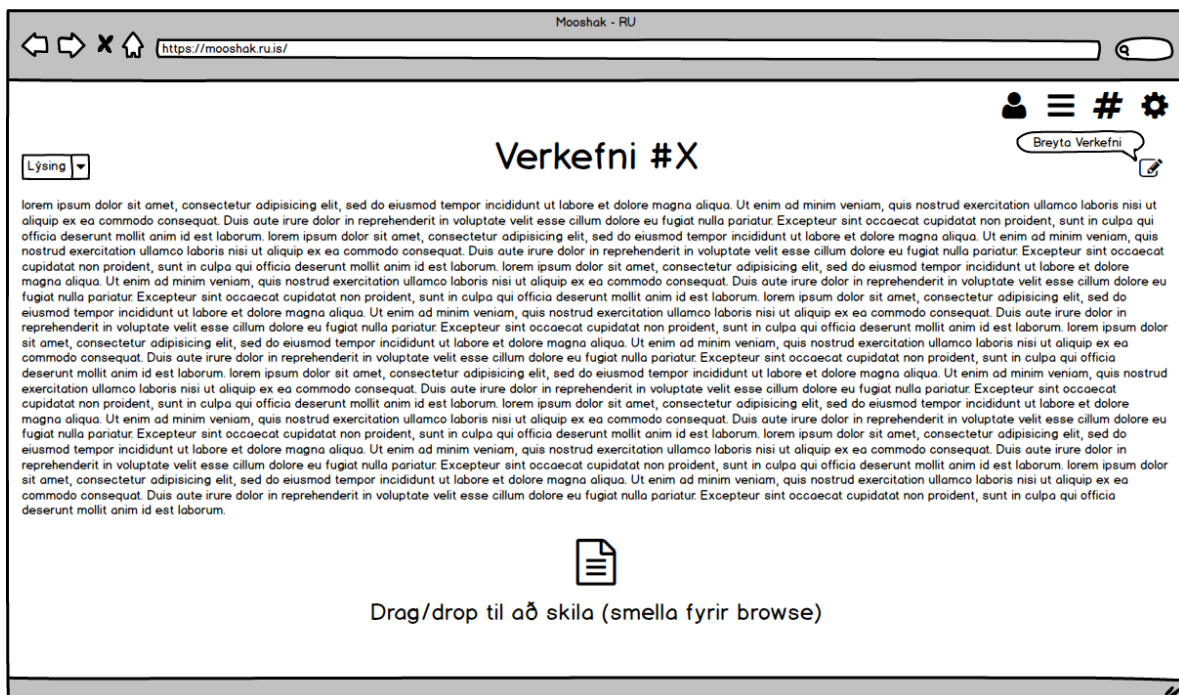 Mooshak - RU
https://mooshak.ru.is/
Breyta Verkefni
Verkefni #X
Lýsing
lorem ipsum dolor sit amet, consectetur adipisicing elit, sed do eiusmod tempor incididunt ut labore et dolore magna aliqua. Ut enim ad minim veniam, quis nostrud exercitation ullamco laboris nisi ut
aliquip ex ea commodo consequat. Duis aute irure dolor in reprehenderit in voluptate velit esse cillum dolore eu fugiat nulla pariatur. Excepteur sint occaecat cupidatat non proident, sunt in culpa qui
officia deserunt mollit anim id est laborum. lorem ipsum dolor sit amet, consectetur adipisicing elit, sed do eiusmod tempor incididunt ut labore et dolore magna aliqua. Ut enim ad minim veniam, quis
nostrud exercitation ullamco laboris nisi ut aliquip ex ea commodo consequat. Duis aute irure dolor in reprehenderit in voluptate velit esse cillum dolore eu fugiat nulla pariatur. Excepteur sint occaecat
cupidatat non proident, sunt in culpa qui officia deserunt mollit anim id est laborum. lorem ipsum dolor sit amet, consectetur adipisicing elit, sed do eiusmod tempor incididunt ut labore et dolore
magna aliqua. Ut enim ad minim veniam, quis nostrud exercitation ullamco laboris nisi ut aliquip ex ea commodo consequat. Duis aute irure dolor in reprehenderit in voluptate velit esse cillum dolore eu
fugiat nulla pariatur. Excepteur sint occaecat cupidatat non proident, sunt in culpa qui officia deserunt mollit anim id est laborum. lorem ipsum dolor sit amet, consectetur adipisicing elit, sed do
eiusmod tempor incididunt ut labore et dolore magna aliqua. Ut enim ad minim veniam, quis nostrud exercitation ullamco laboris nisi ut aliquip ex ea commodo consequat. Duis aute irure dolor in
reprehenderit in voluptate velit esse cillum dolore eu fugiat nulla pariatur. Excepteur sint occaecat cupidatat non proident, sunt in culpa qui officia deserunt mollit anim id est laborum. lorem ipsum dolor
sit amet, consectetur adipisicing elit, sed do eiusmod tempor incididunt ut labore et dolore magna aliqua. Ut enim ad minim veniam, quis nostrud exercitation ullamco laboris nisi ut aliquip ex ea
commodo consequat. Duis aute irure dolor in reprehenderit in voluptate velit esse cillum dolore eu fugiat nulla pariatur. Excepteur sint occaecat cupidatat non proident, sunt in culpa qui officia
deserunt mollit anim id est laborum. lorem ipsum dolor sit amet, consectetur adipisicing elit, sed do eiusmod tempor incididunt ut labore et dolore magna aliqua. Ut enim ad minim veniam, quis nostrud
exercitation ullamco laboris nisi ut aliquip ex ea commodo consequat. Duis aute irure dolor in reprehenderit in voluptate velit esse cillum dolore eu fugiat nulla pariatur. Excepteur sint occaecat
cupidatat non proident, sunt in culpa qui officia deserunt mollit anim id est laborum. lorem ipsum dolor sit amet, consectetur adipisicing elit, sed do eiusmod tempor incididunt ut labore et dolore
magna aliqua. Ut enim ad minim veniam, quis nostrud exercitation ullamco laboris nisi ut aliquip ex ea commodo consequat. Duis aute irure dolor in reprehenderit in voluptate velit esse cillum dolore eu
fugiat nulla pariatur. Excepteur sint occaecat cupidatat non proident, sunt in culpa qui officia deserunt mollit anim id est laborum. lorem ipsum dolor sit amet, consectetur adipisicing elit, sed do
eiusmod tempor incididunt ut labore et dolore magna aliqua. Ut enim ad minim veniam, quis nostrud exercitation ullamco laboris nisi ut aliquip ex ea commodo consequat. Duis aute irure dolor in
reprehenderit in voluptate velit esse cillum dolore eu fugiat nulla pariatur. Excepteur sint occaecat cupidatat non proident, sunt in culpa qui officia deserunt mollit anim id est laborum. lorem ipsum dolor
sit amet, consectetur adipisicing elit, sed do eiusmod tempor incididunt ut labore et dolore magna aliqua. Ut enim ad minim veniam, quis nostrud exercitation ullamco laboris nisi ut aliquip ex ea
commodo consequat. Duis aute irure dolor in reprehenderit in voluptate velit esse cillum dolore eu fugiat nulla pariatur. Excepteur sint occaecat cupidatat non proident, sunt in culpa qui officia
deserunt mollit anim id est laborum.
Drag/drop til að skila (smella fyrir browse)